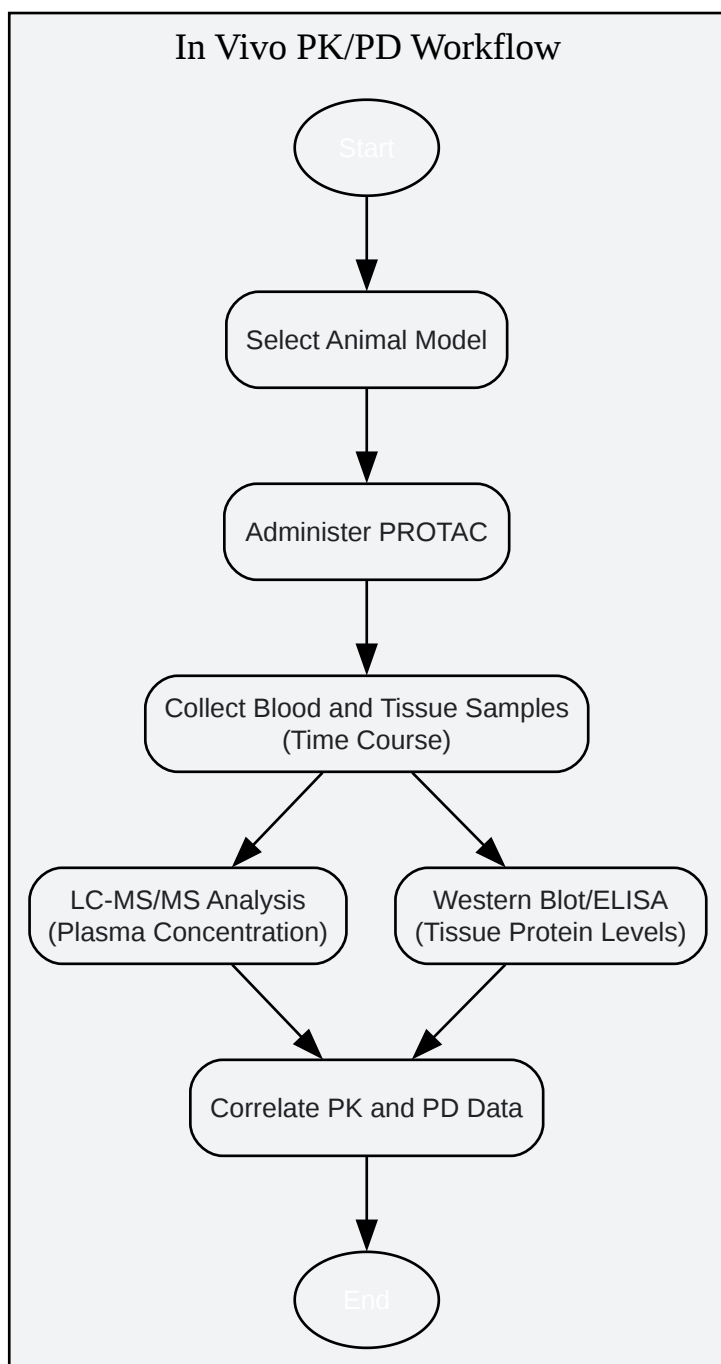 In Vivo PK/PD Workflow
Start
Select Animal Model
Administer PROTAC
Collect Blood and Tissue Samples
(Time Course)
LC-MS/MS Analysis
(Plasma Concentration)
Western Blot/ELISA
(Tissue Protein Levels)
Correlate PK and PD Data
End